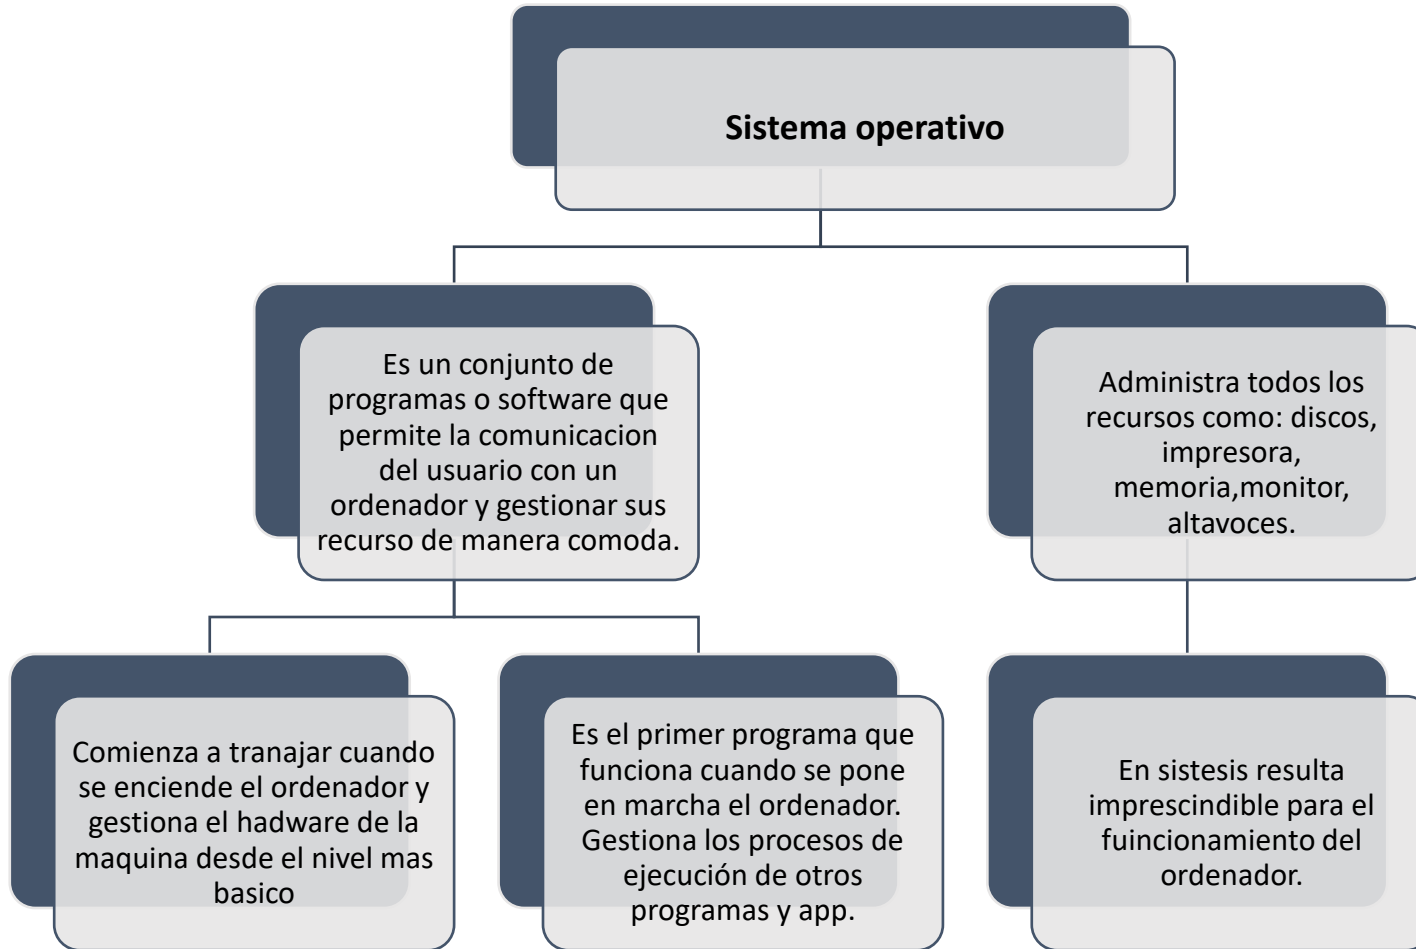 Sistema operativo
Es un conjunto de
programas o software que
permite la comunicacion
del usuario con un
ordenador y gestionar sus
recurso de manera comoda.
Administra todos los
recursos como: discos,
impresora,
memoria,monitor,
altavoces.
Comienza a tranajar cuando
se enciende el ordenador y
gestiona el hadware de la
maquina desde el nivel mas
basico
Es el primer programa que
funciona cuando se pone
en marcha el ordenador.
Gestiona los procesos de
ejecución de otros
programas y app.
En sistesis resulta
imprescindible para el
fuincionamiento del
ordenador.